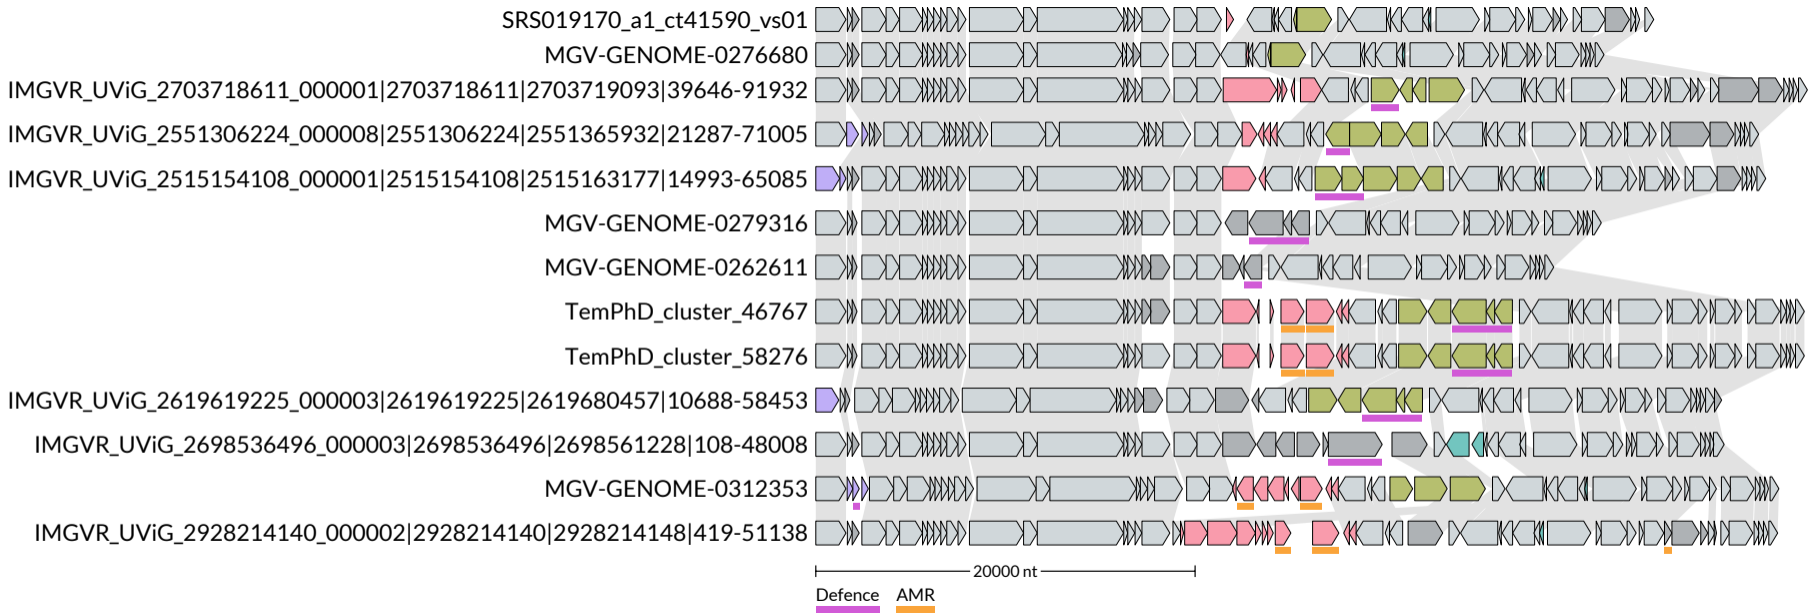 SRS019170_a1_ct41590_vs01
MGV-GENOME-0276680
IMGVR_UViG_2703718611_000001|2703718611|2703719093|39646-91932
IMGVR_UViG_2551306224_000008|2551306224|2551365932|21287-71005
IMGVR_UViG_2515154108_000001|2515154108|2515163177|14993-65085
MGV-GENOME-0279316
MGV-GENOME-0262611
TemPhD_cluster_46767
TemPhD_cluster_58276
IMGVR_UViG_2619619225_000003|2619619225|2619680457|10688-58453
IMGVR_UViG_2698536496_000003|2698536496|2698561228|108-48008
MGV-GENOME-0312353
IMGVR_UViG_2928214140_000002|2928214140|2928214148|419-51138
20000 nt
Defence AMR